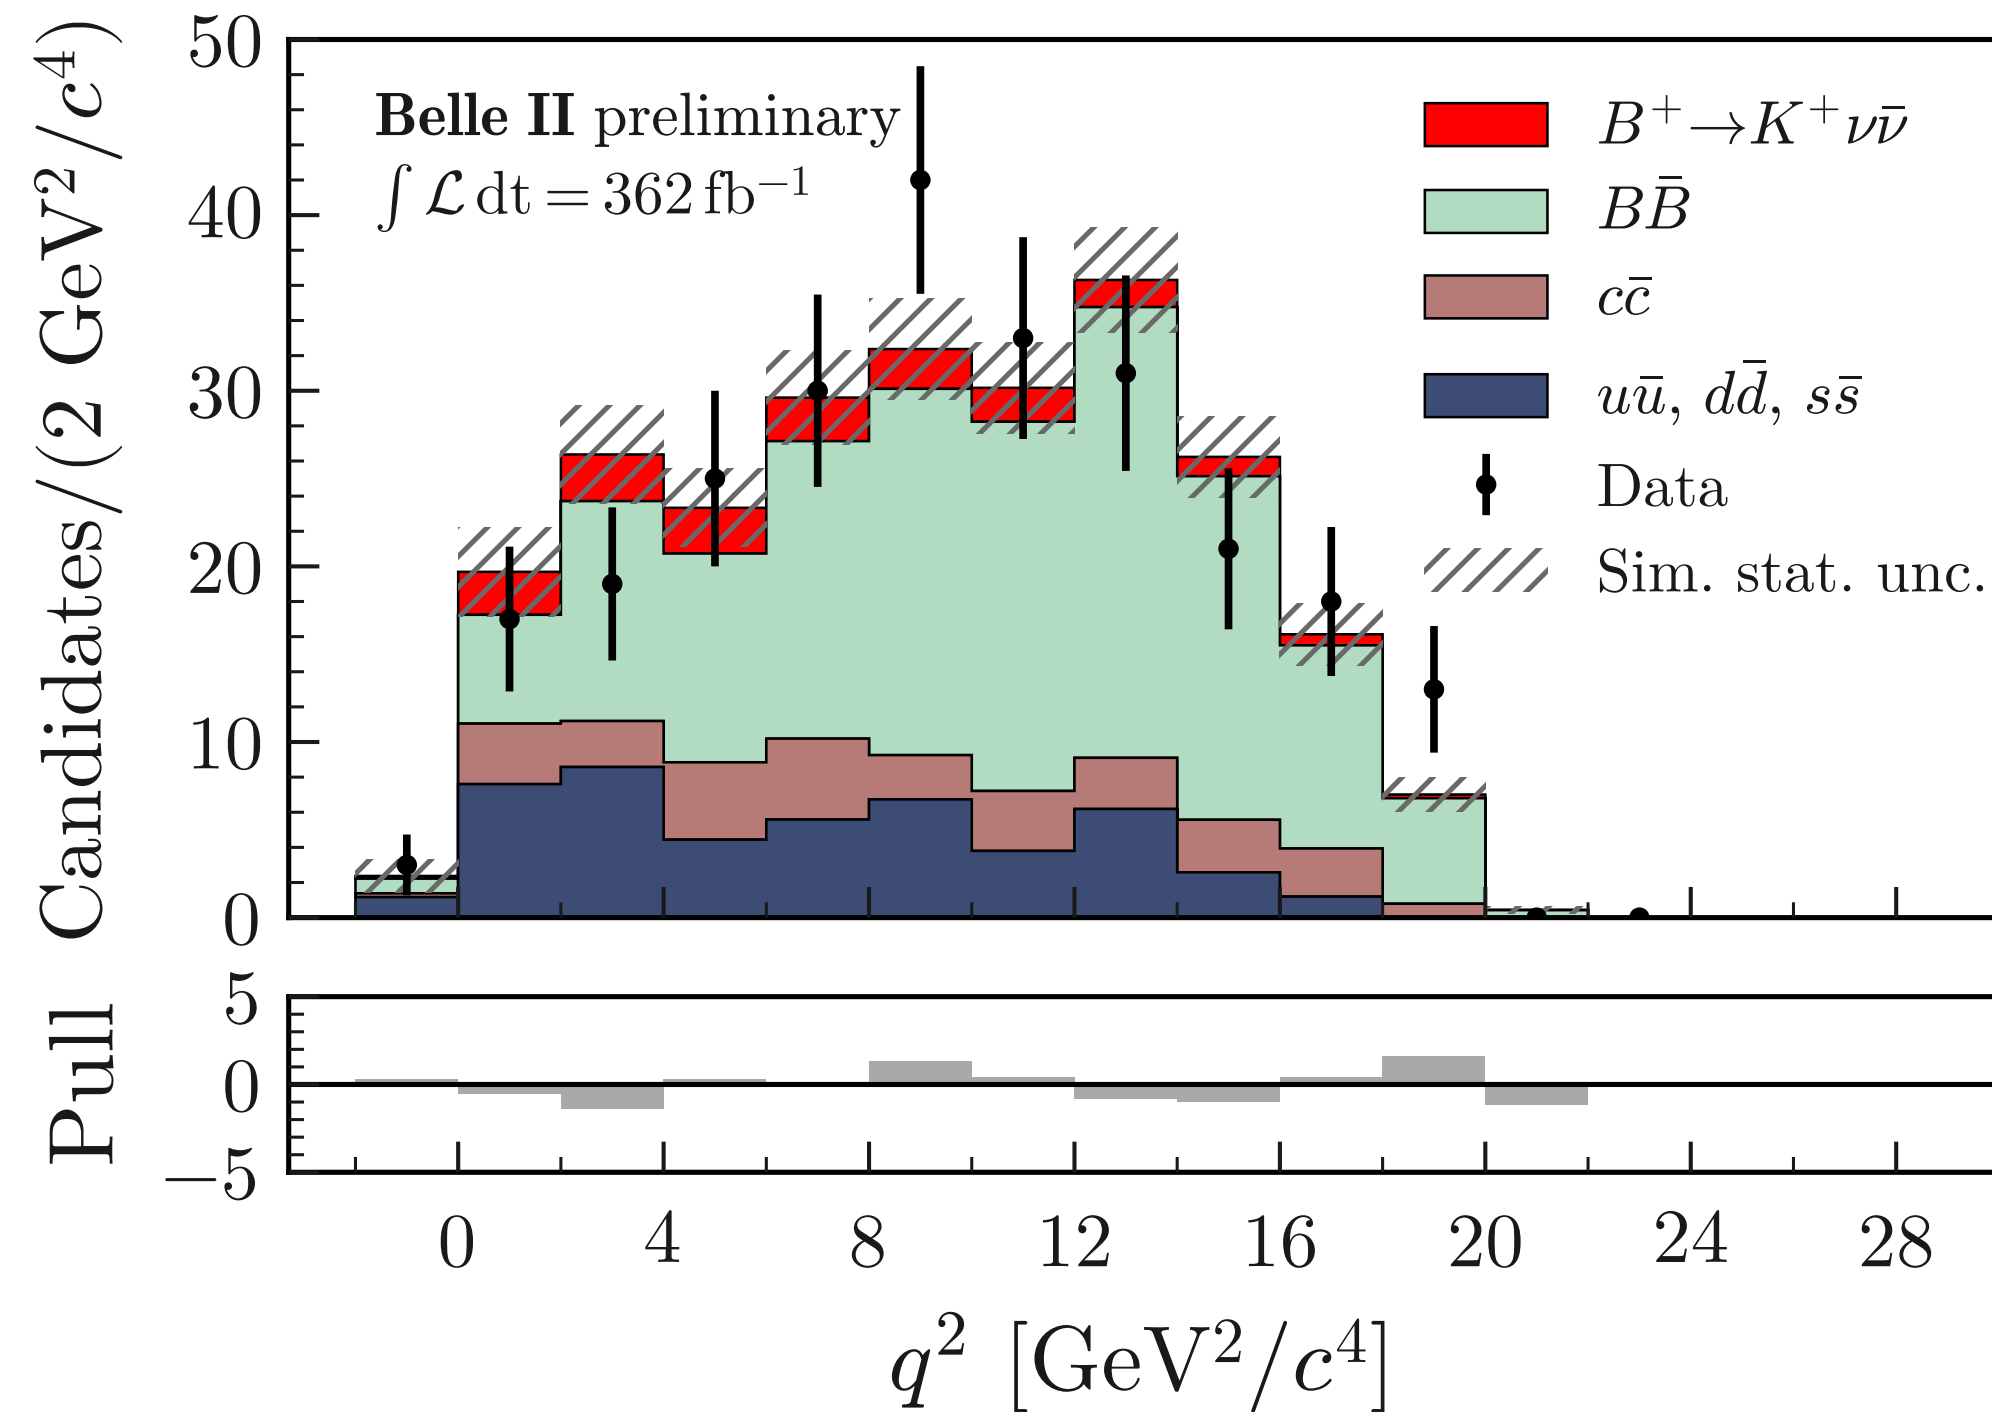 Candidates/(2 GeV²/c⁴)
50
40
30
20
10
0
Belle II preliminary
∫ ℒ dt = 362 fb⁻¹
B⁺→K⁺νν̄
BB̄
cc̄
uū, dd̄, ss̄
Data
Sim. stat. unc.
Pull
5
0
−5
0 4 8 12 16 20 24 28
q² [GeV²/c⁴]